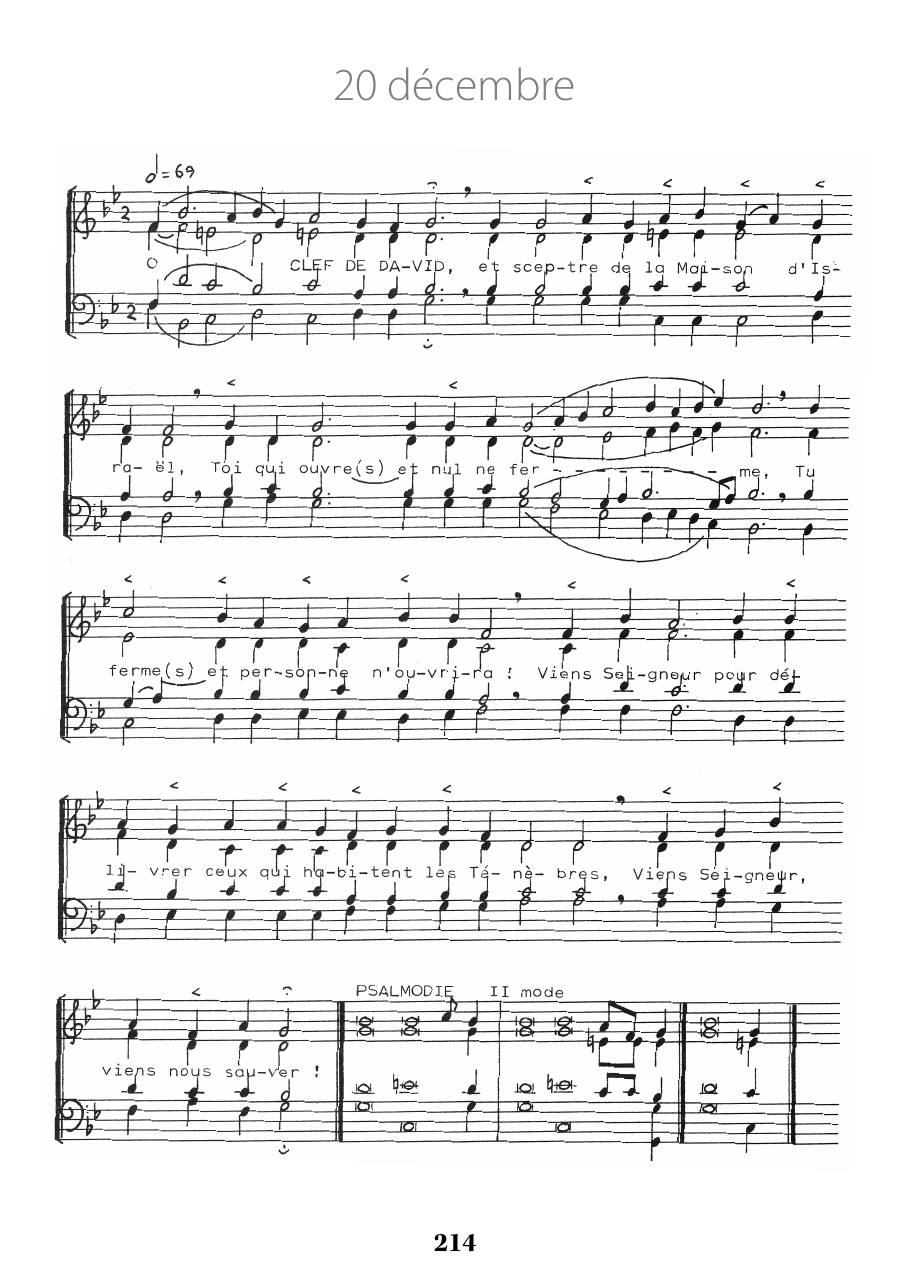 20 décembre
= 69
2
O CLEF DE DA-VID, et scep-tre de la Mai-son d'Is-
2
ra- ël, Toi qui ouvre(s) et nul ne fer - - - - - - - - - me, Tu
ferme(s) et per-son-ne n'ou-vri-ra ! Viens Sei-gneur pour dé-
li- vrer ceux qui ha-bi-tent les Té- nè- bres, Viens Sei-gneur,
PSALMODIE II mode
viens nous sau-ver !
214